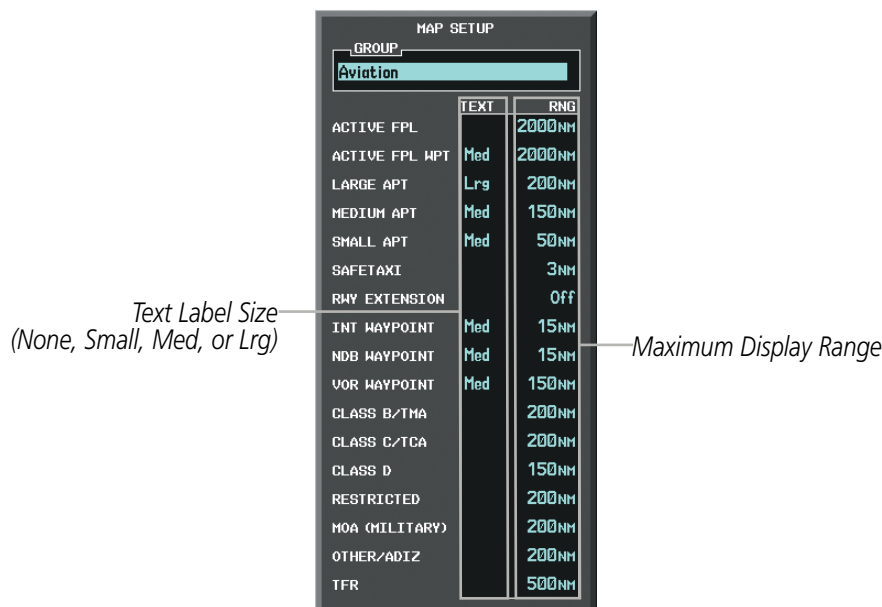 MAP SETUP
GROUP
Aviation
TEXT RNG
ACTIVE FPL 2000NM
ACTIVE FPL WPT Med 2000NM
LARGE APT Lrg 200NM
MEDIUM APT Med 150NM
SMALL APT Med 50NM
SAFETAXI 3NM
RWY EXTENSION Off
INT WAYPOINT Med 15NM
NDB WAYPOINT Med 15NM
VOR WAYPOINT Med 150NM
CLASS B/TMA 200NM
CLASS C/TCA 200NM
CLASS D 150NM
RESTRICTED 200NM
MOA (MILITARY) 200NM
OTHER/ADIZ 200NM
TFR 500NM
Text Label Size
(None, Small, Med, or Lrg)
Maximum Display Range